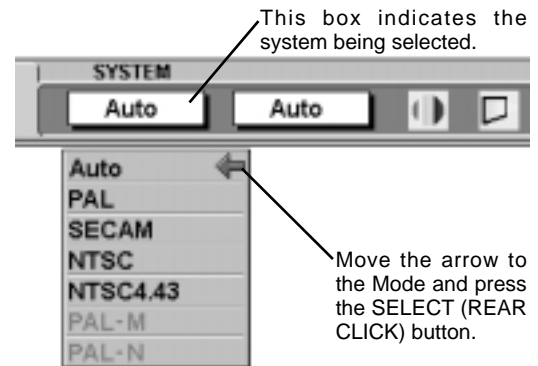 This box indicates the
system being selected.
SYSTEM
Auto Auto
Auto
PAL
SECAM
NTSC
NTSC4.43
PAL-M
PAL-N
Move the arrow to
the Mode and press
the SELECT (REAR
CLICK) button.